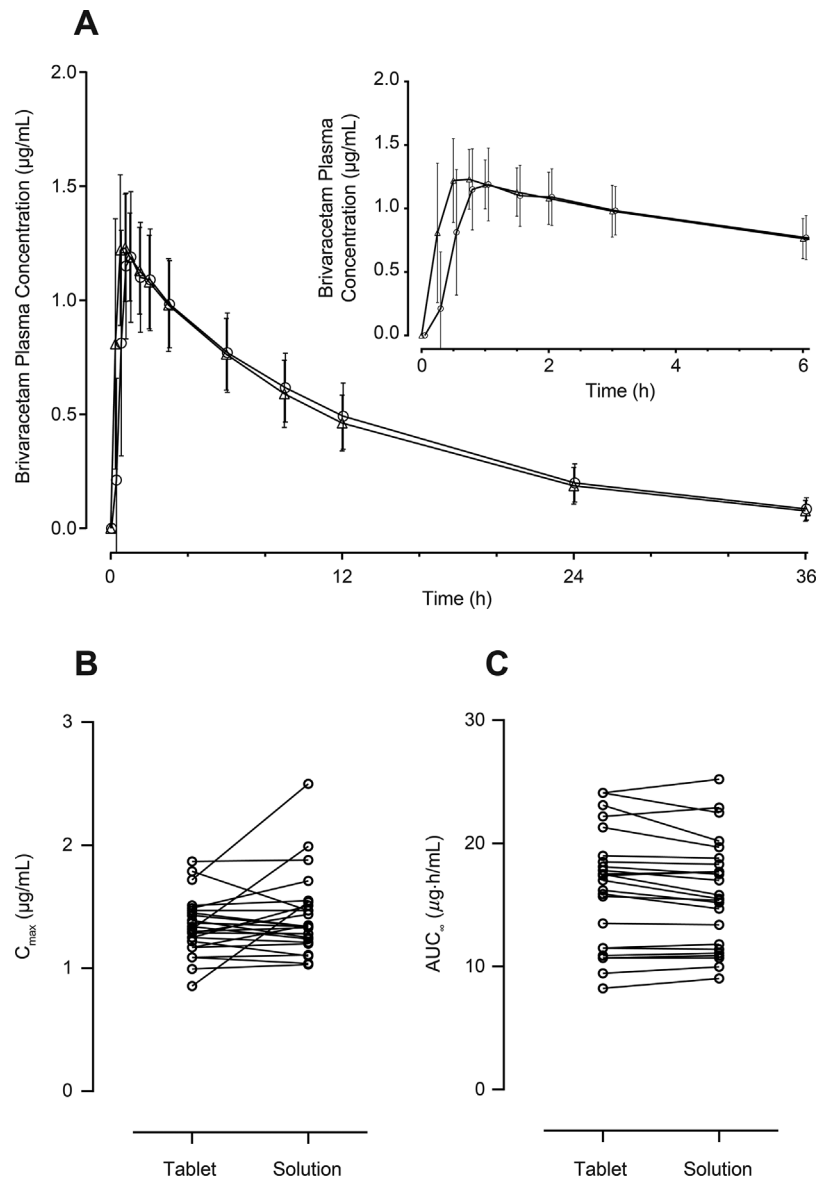 A
Brivaracetam Plasma Concentration (µg/mL)
2.0
1.5
1.0
0.5
0.0
0
12
24
36
Time (h)
Brivaracetam Plasma
Concentration (µg/mL)
2.0
1.5
1.0
0.5
0.0
0
2
4
6
Time (h)
B
C_max (µg/mL)
3
2
1
0
Tablet
Solution
C
AUC_∞ (µg·h/mL)
30
20
10
0
Tablet
Solution